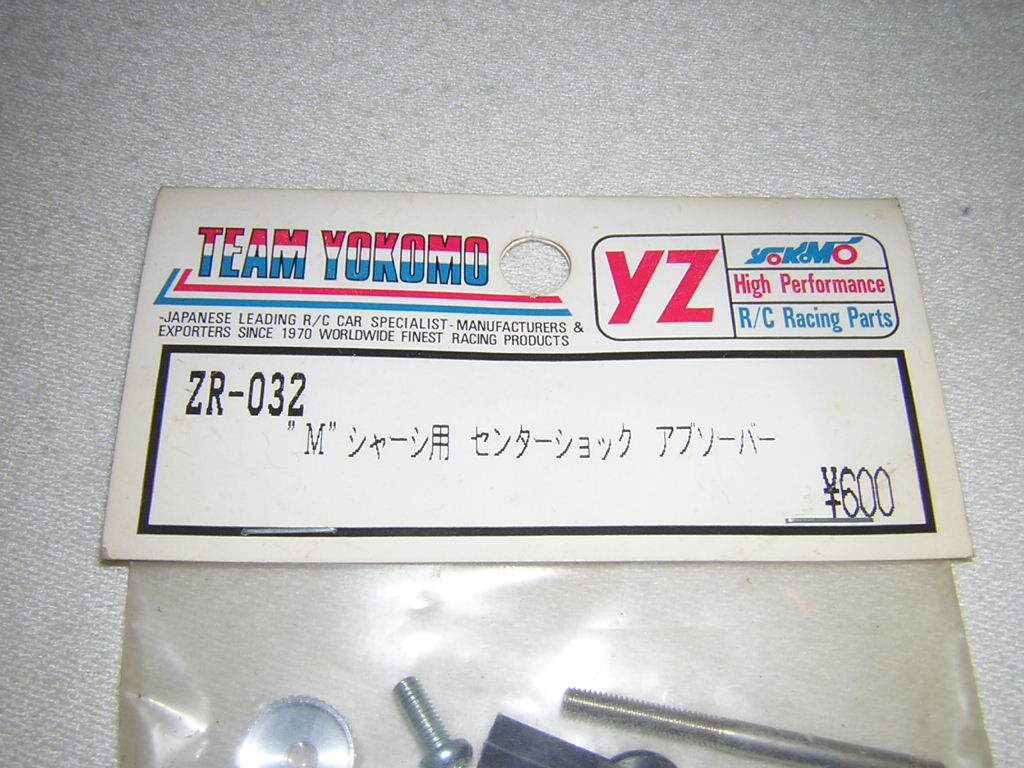 TEAM YOKOMO
-JAPANESE LEADING R/C CAR SPECIALIST-MANUFACTURERS &
EXPORTERS SINCE 1970 WORLDWIDE FINEST RACING PRODUCTS
YZ
YOKOMO
High Performance
R/C Racing Parts
ZR-032
"M"シャーシ用 センターショック アブソーバー
¥600